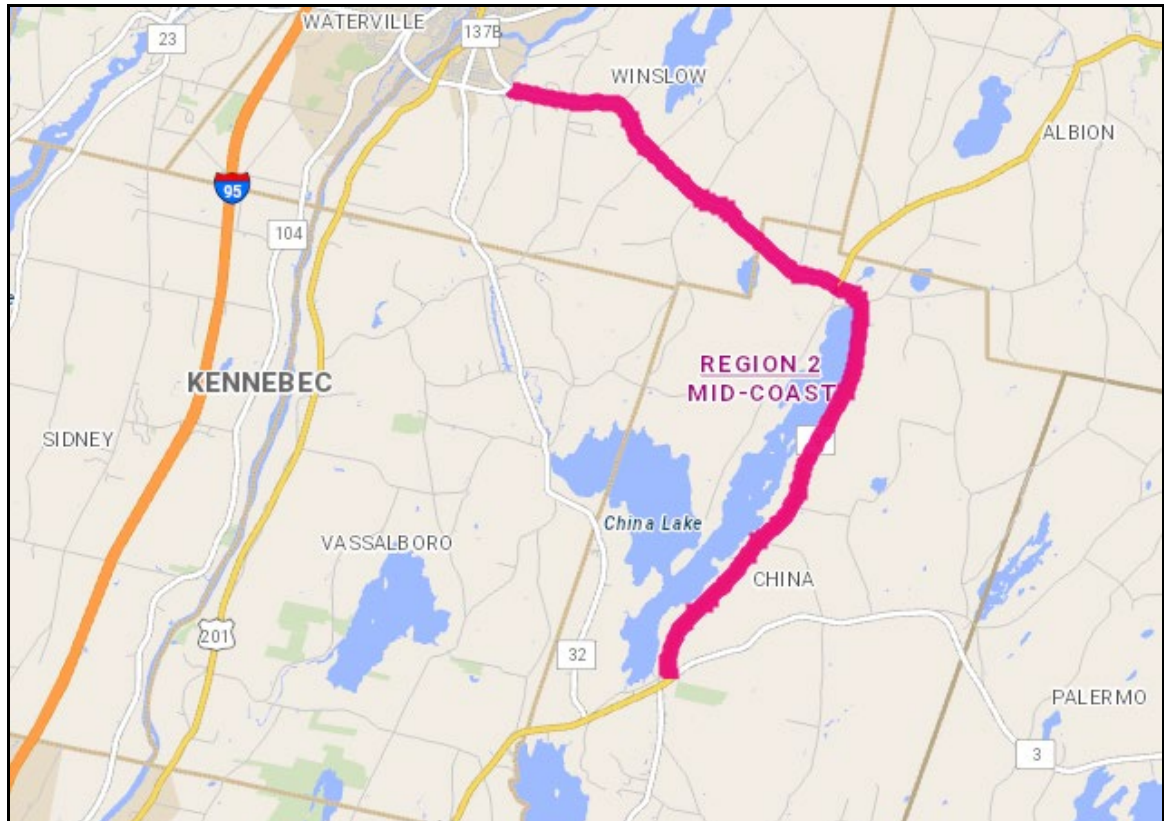 WATERVILLE
23
137B
WINSLOW
ALBION
95
104
REGION 2
MID-COAST
KENNEBEC
SIDNEY
China Lake
VASSALBORO
CHINA
201
32
PALERMO
3